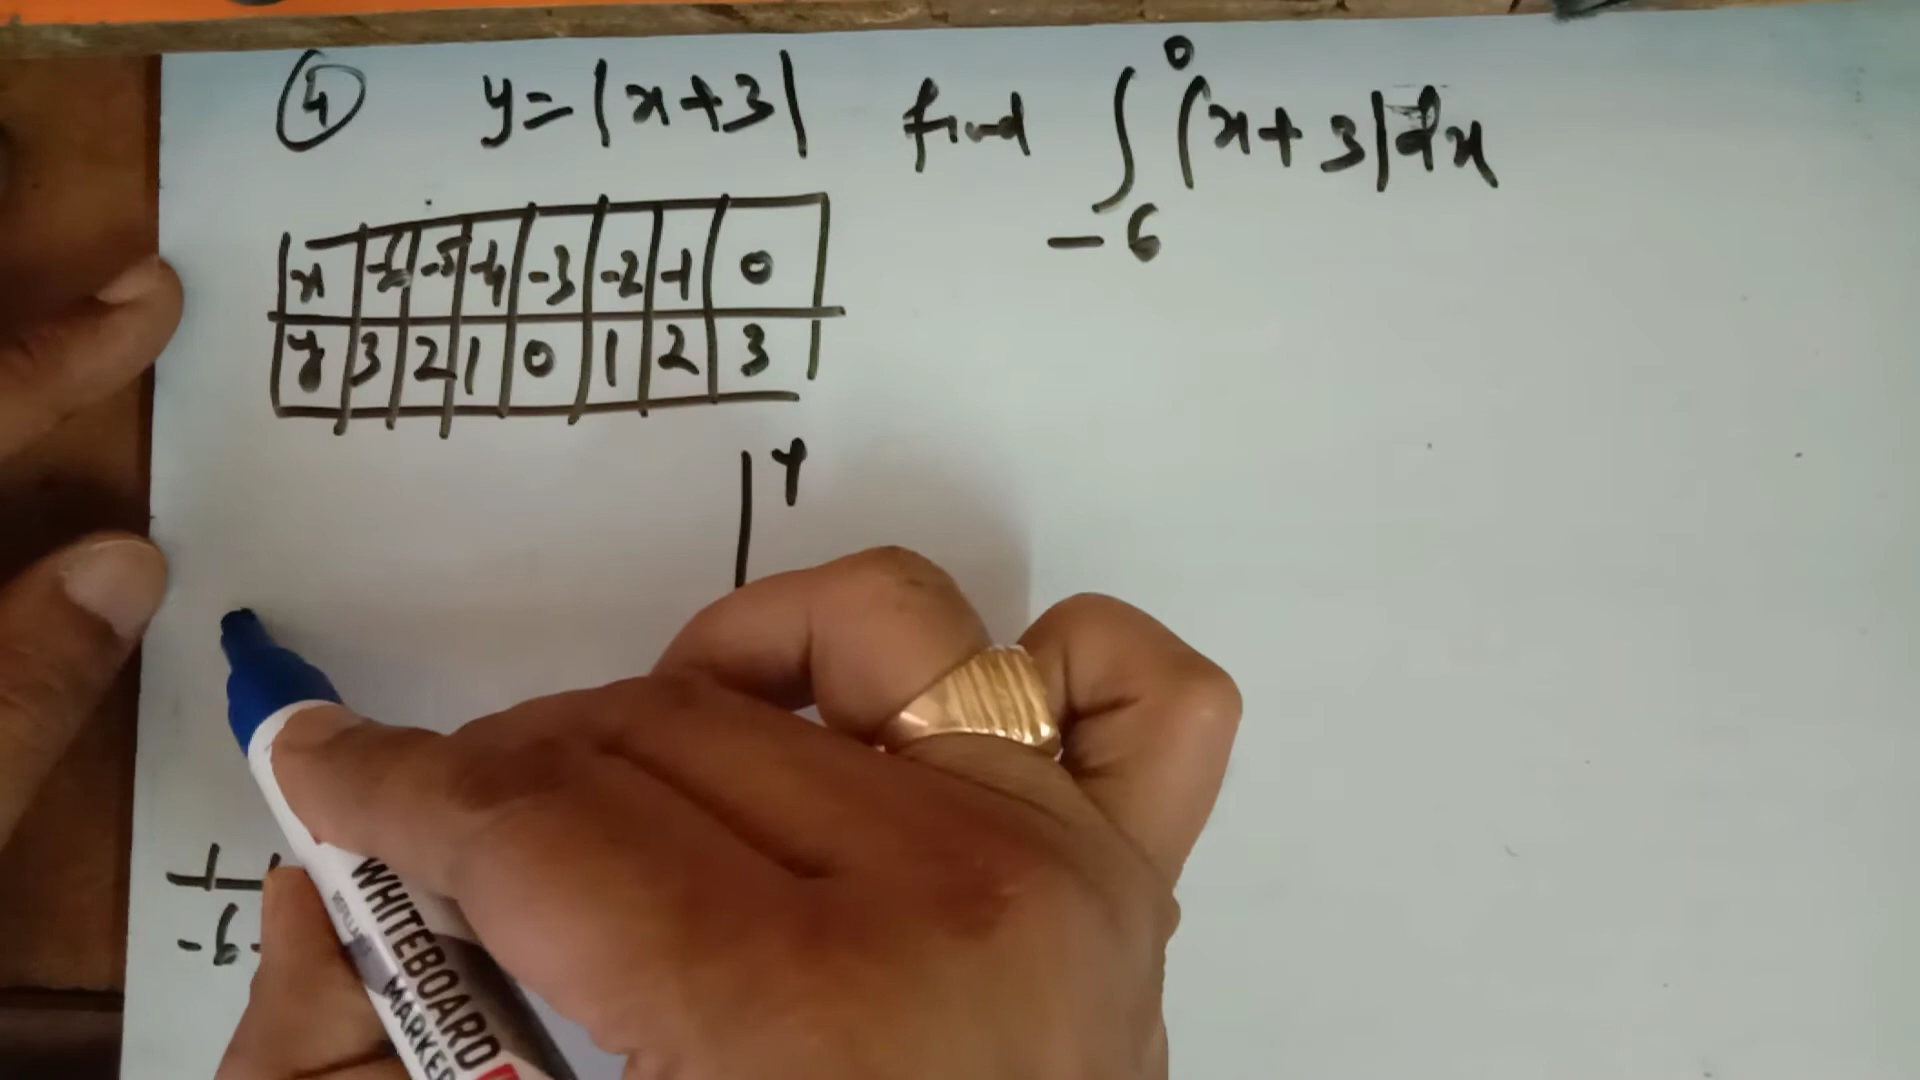 ④ y=|x+3| find ∫₋₆⁰ |x+3|dx
x -6 -5 -4 -3 -2 -1 0
y 3 2 1 0 1 2 3
Y
-6
WHITEBOARD
MARKER